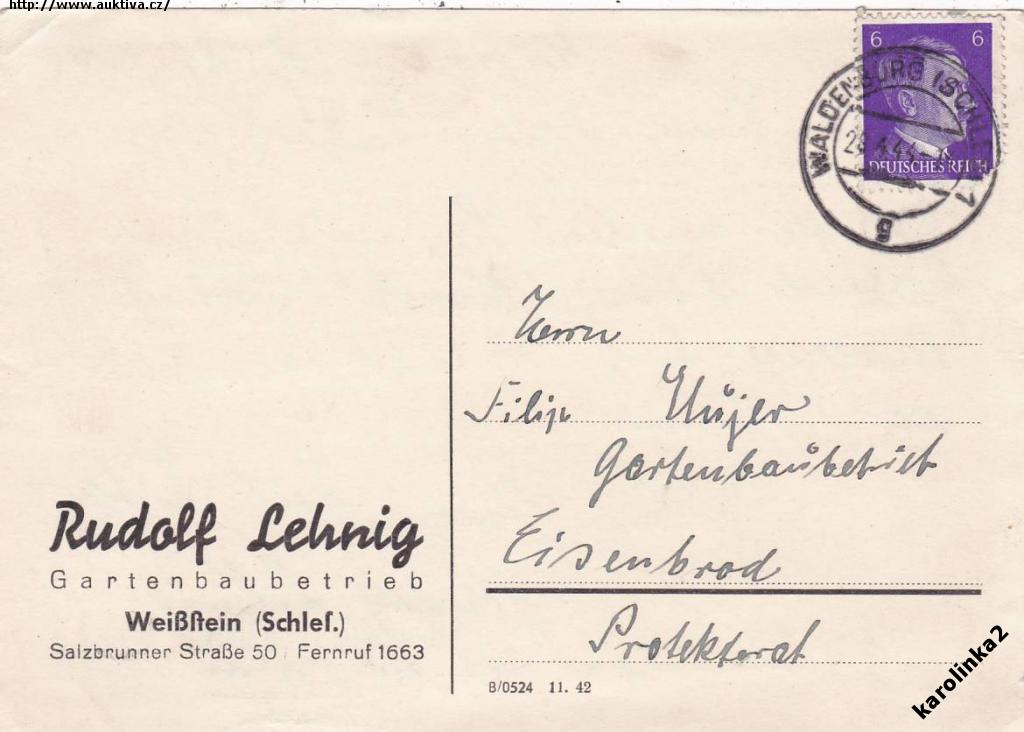 http://www.auktiva.cz/
6 6
DEUTSCHES REICH
WALDENBURG (SCHLES) 1
g
Herrn
Filip
Gartenbaubetrieb
Eisenbrod
Protektorat
Rudolf Lehnig
Gartenbaubetrieb
Weißstein (Schles.)
Salzbrunner Straße 50 Fernruf 1663
B/0524 11. 42
karolinka2